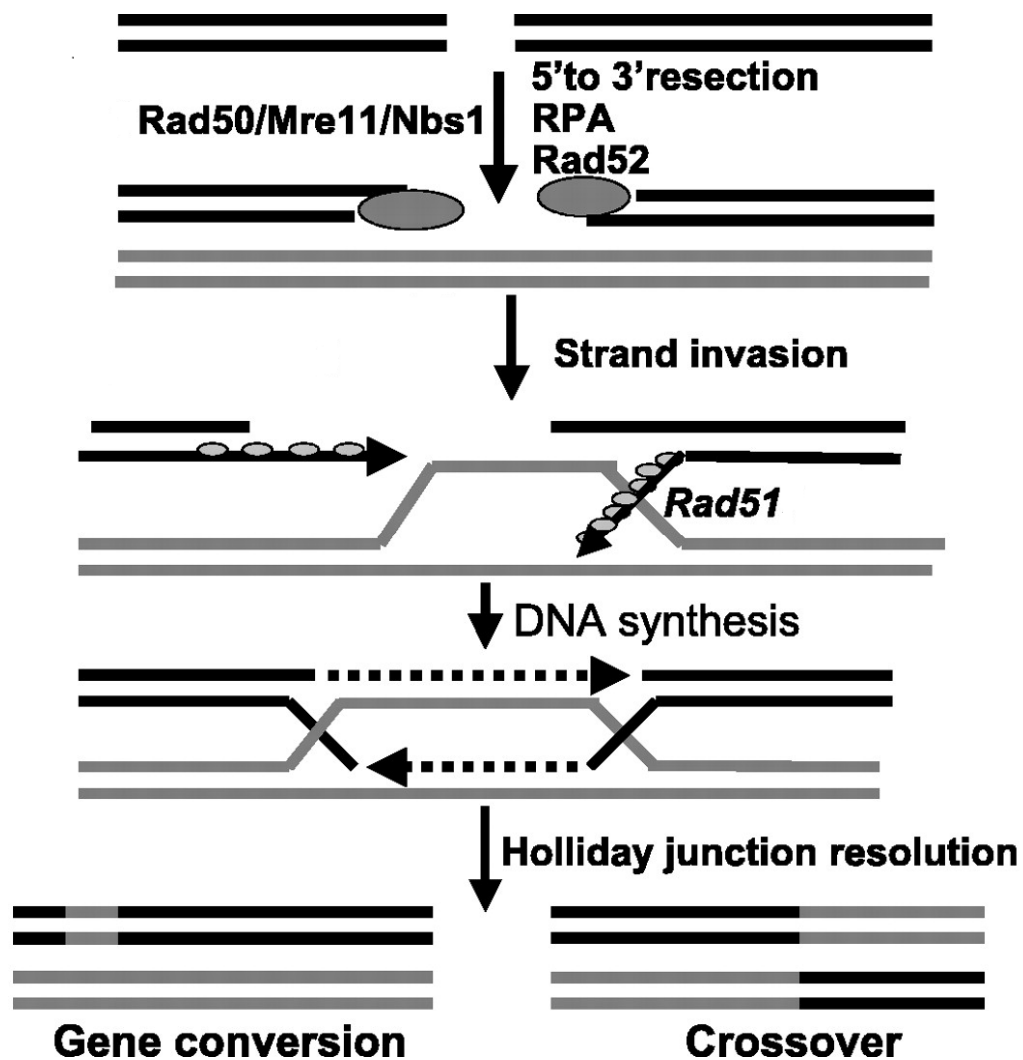 5'to 3'resection
Rad50/Mre11/Nbs1
RPA
Rad52
Strand invasion
Rad51
DNA synthesis
Holliday junction resolution
Gene conversion
Crossover